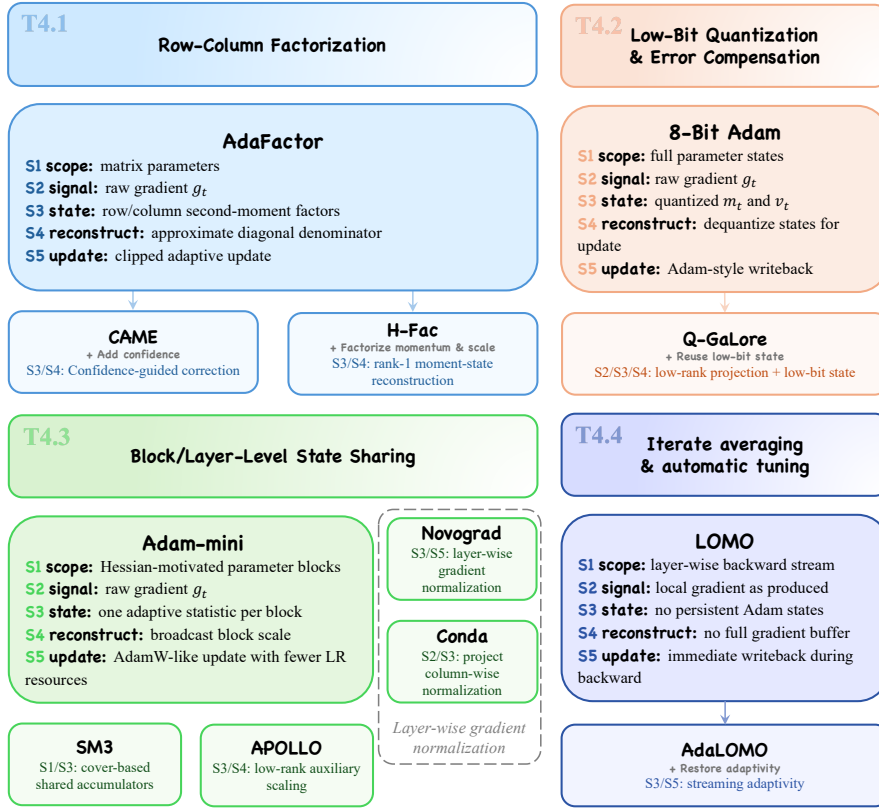 T4.1
Row-Column Factorization
AdaFactor
S1 scope: matrix parameters
S2 signal: raw gradient g_t
S3 state: row/column second-moment factors
S4 reconstruct: approximate diagonal denominator
S5 update: clipped adaptive update
CAME
+ Add confidence
S3/S4: Confidence-guided correction
H-Fac
+ Factorize momentum & scale
S3/S4: rank-1 moment-state
reconstruction
T4.2
Low-Bit Quantization
& Error Compensation
8-Bit Adam
S1 scope: full parameter states
S2 signal: raw gradient g_t
S3 state: quantized m_t and v_t
S4 reconstruct: dequantize states for
update
S5 update: Adam-style writeback
Q-GaLore
+ Reuse low-bit state
S2/S3/S4: low-rank projection + low-bit state
T4.3
Block/Layer-Level State Sharing
Adam-mini
S1 scope: Hessian-motivated parameter blocks
S2 signal: raw gradient g_t
S3 state: one adaptive statistic per block
S4 reconstruct: broadcast block scale
S5 update: AdamW-like update with fewer LR
resources
Novograd
S3/S5: layer-wise
gradient
normalization
Conda
S2/S3: project
column-wise
normalization
Layer-wise gradient
normalization
SM3
S1/S3: cover-based
shared accumulators
APOLLO
S3/S4: low-rank auxiliary
scaling
T4.4
Iterate averaging
& automatic tuning
LOMO
S1 scope: layer-wise backward stream
S2 signal: local gradient as produced
S3 state: no persistent Adam states
S4 reconstruct: no full gradient buffer
S5 update: immediate writeback during
backward
AdaLOMO
+ Restore adaptivity
S3/S5: streaming adaptivity